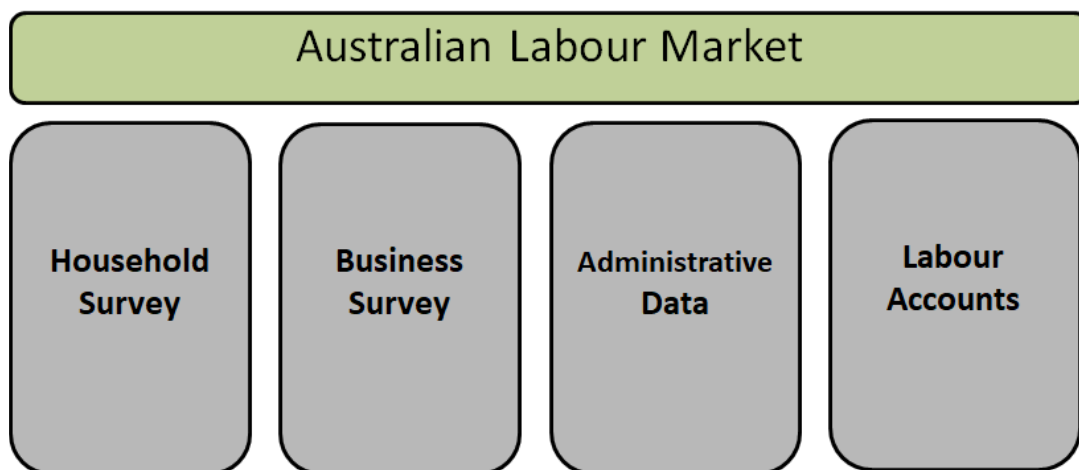 Australian Labour Market
Household
Survey
Business
Survey
Administrative
Data
Labour
Accounts